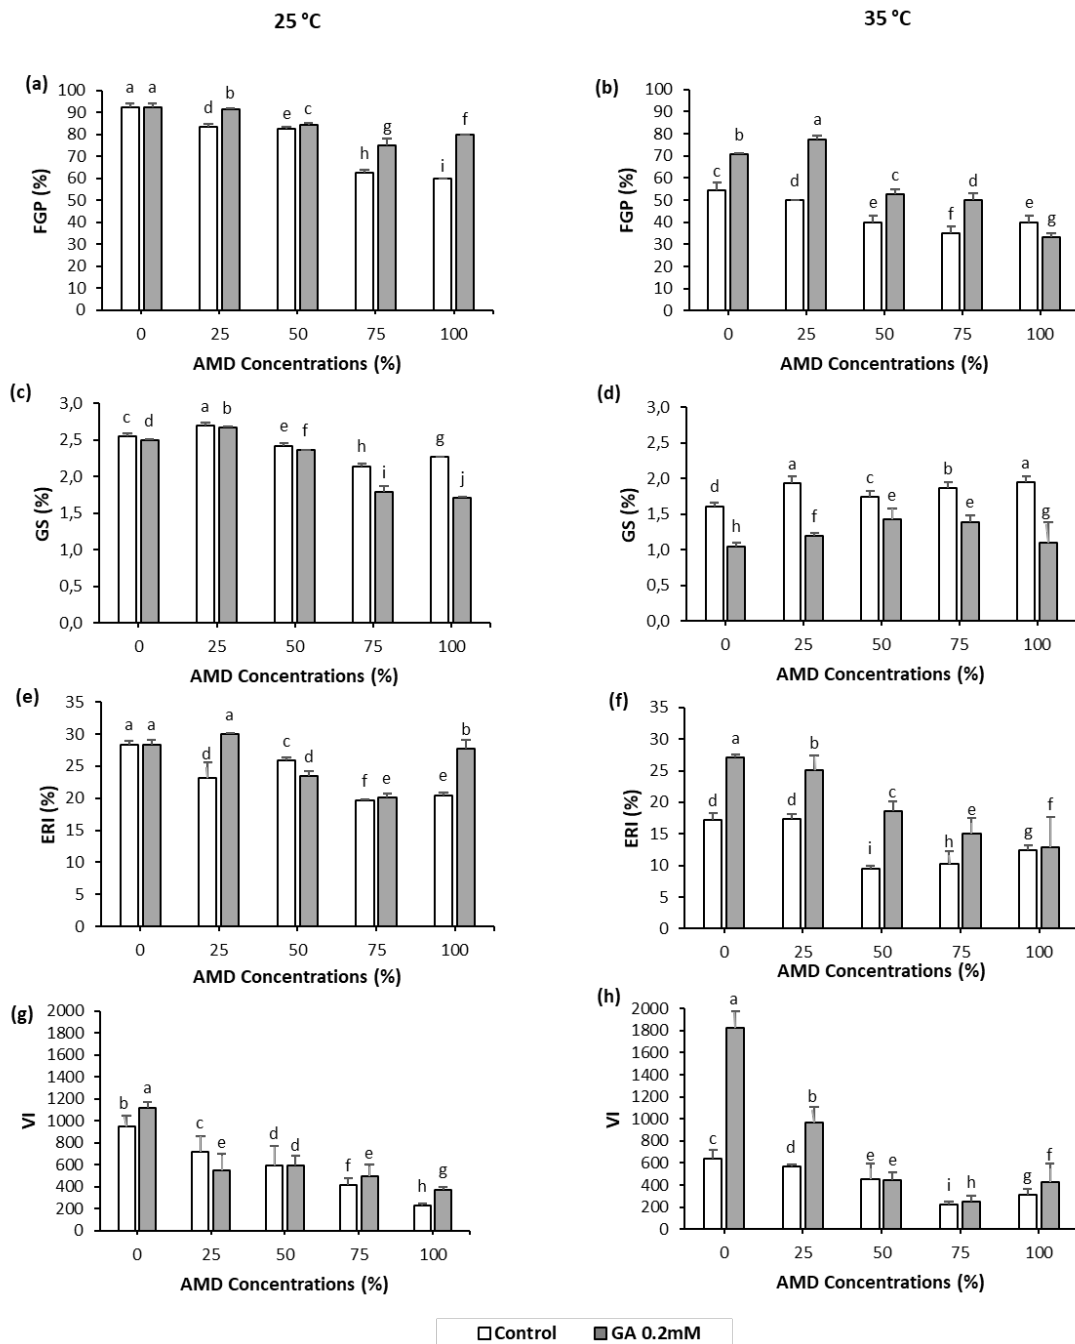 25 °C
35 °C
(a)
100
90
80
70
60
50
40
30
20
10
0
FGP (%)
a a d b e c h g i f
0 25 50 75 100
AMD Concentrations (%)
(b)
100
90
80
70
60
50
40
30
20
10
0
FGP (%)
c b d a e c f d e g
0 25 50 75 100
AMD Concentrations (%)
(c)
3,0
2,5
2,0
1,5
1,0
0,5
0,0
GS (%)
c d a b e f h i g j
0 25 50 75 100
AMD Concentrations (%)
(d)
3,0
2,5
2,0
1,5
1,0
0,5
0,0
GS (%)
d h a f c e b e a g
0 25 50 75 100
AMD Concentrations (%)
(e)
35
30
25
20
15
10
5
0
ERI (%)
a a d a c d f e e b
0 25 50 75 100
AMD Concentrations (%)
(f)
35
30
25
20
15
10
5
0
ERI (%)
d a d b i c h e g f
0 25 50 75 100
AMD Concentrations (%)
(g)
2000
1800
1600
1400
1200
1000
800
600
400
200
0
VI
b a c e d d f e h g
0 25 50 75 100
AMD Concentrations (%)
(h)
2000
1800
1600
1400
1200
1000
800
600
400
200
0
VI
c a d b e e i h g f
0 25 50 75 100
AMD Concentrations (%)
Control GA 0.2mM